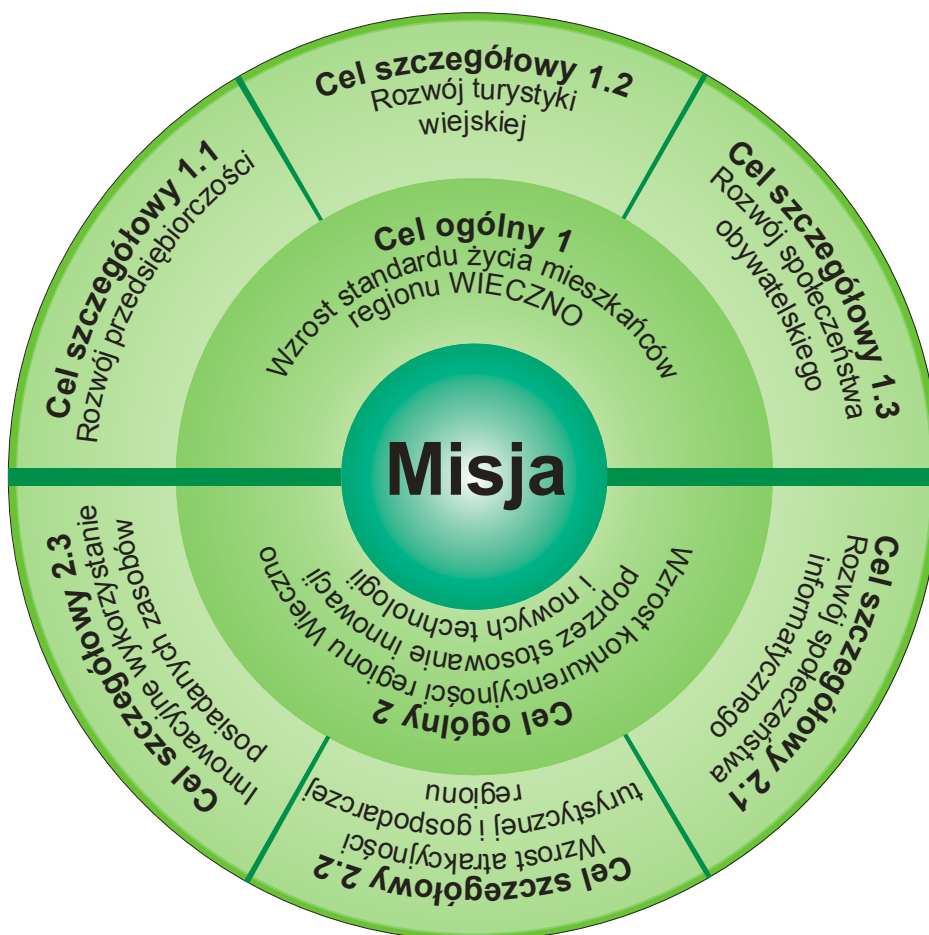 Cel szczegółowy 1.1
Rozwój przedsiębiorczości
Cel szczegółowy 1.2
Rozwój turystyki
wiejskiej
Cel szczegółowy 1.3
Rozwój społeczeństwa
obywatelskiego
Cel ogólny 1
Wzrost standardu życia mieszkańców
regionu WIECZNO
Misja
Cel ogólny 2
Wzrost konkurencyjności regionu Wieczno
poprzez stosowanie innowacji
i nowych technologii
Cel szczegółowy 2.1
Rozwój społeczeństwa
informatycznego
Cel szczegółowy 2.2
Wzrost atrakcyjności
turystycznej i gospodarczej
regionu
Cel szczegółowy 2.3
Innowacyjne wykorzystanie
posiadanych zasobów